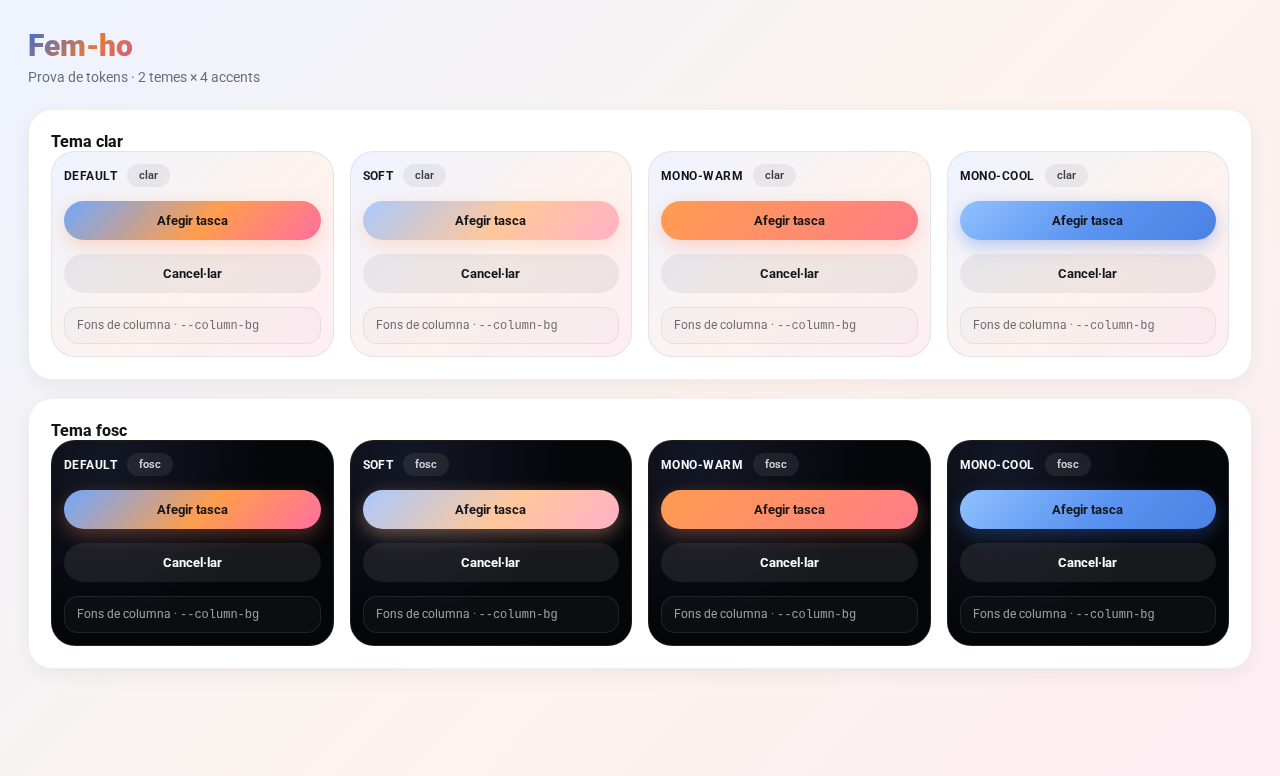 Fem-ho
Prova de tokens · 2 temes × 4 accents
Tema clar
DEFAULT clar
Afegir tasca
Cancel·lar
Fons de columna · --column-bg
SOFT clar
Afegir tasca
Cancel·lar
Fons de columna · --column-bg
MONO-WARM clar
Afegir tasca
Cancel·lar
Fons de columna · --column-bg
MONO-COOL clar
Afegir tasca
Cancel·lar
Fons de columna · --column-bg
Tema fosc
DEFAULT fosc
Afegir tasca
Cancel·lar
Fons de columna · --column-bg
SOFT fosc
Afegir tasca
Cancel·lar
Fons de columna · --column-bg
MONO-WARM fosc
Afegir tasca
Cancel·lar
Fons de columna · --column-bg
MONO-COOL fosc
Afegir tasca
Cancel·lar
Fons de columna · --column-bg